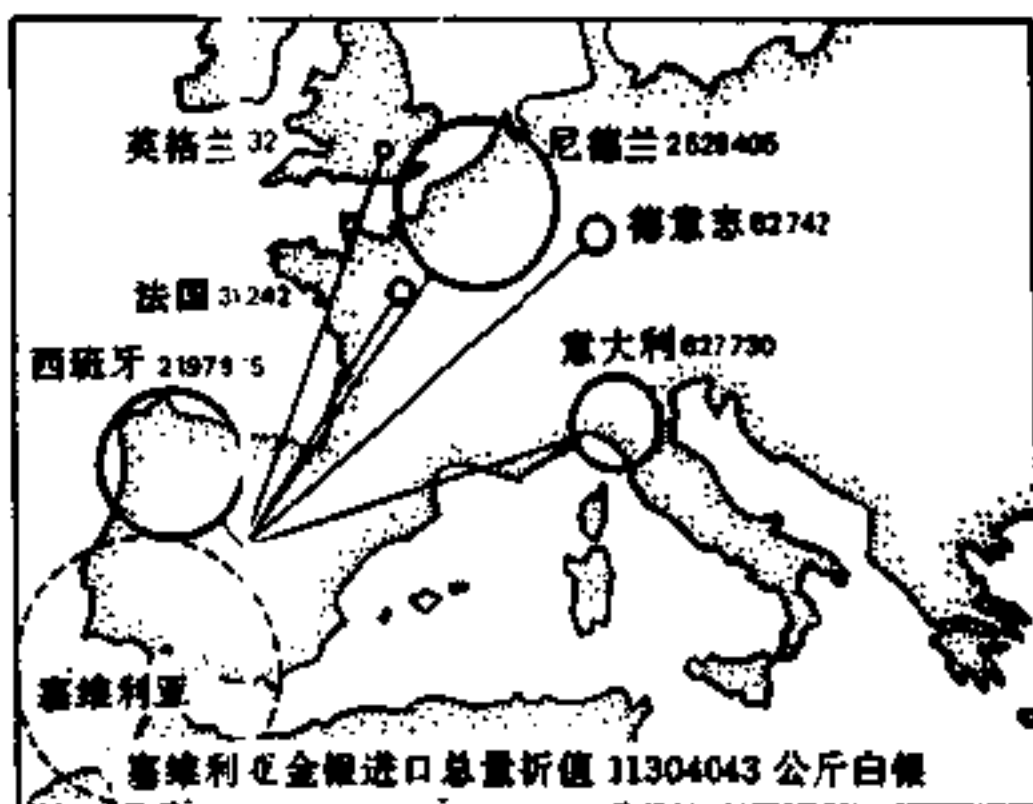 英格兰 32
尼德兰 2628405
德意志 62747
法国 31242
意大利 627730
西班牙 2197
塞维利亚
塞维利亚金银进口总量折值 11304043 公斤白银